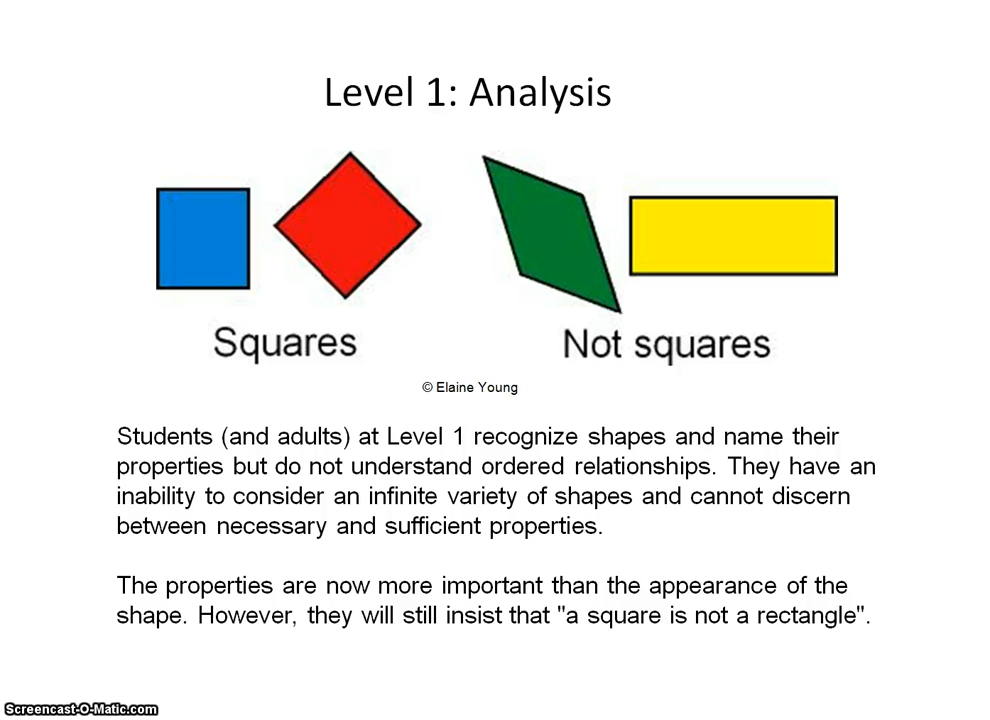 Level 1: Analysis
Squares
Not squares
© Elaine Young
Students (and adults) at Level 1 recognize shapes and name their
properties but do not understand ordered relationships. They have an
inability to consider an infinite variety of shapes and cannot discern
between necessary and sufficient properties.
The properties are now more important than the appearance of the
shape. However, they will still insist that "a square is not a rectangle".
Screencast-O-Matic.com